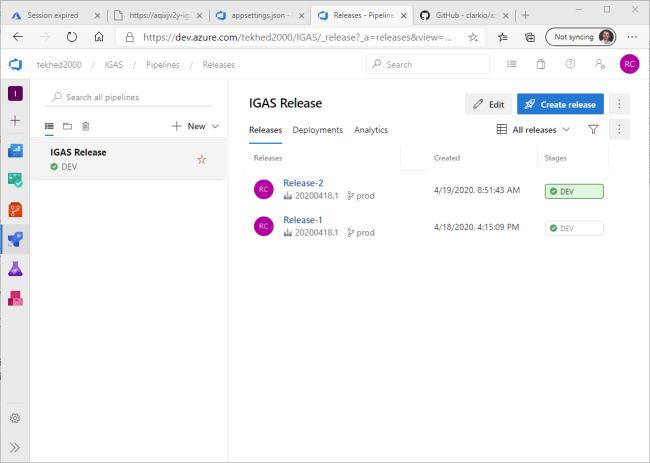 Session expired
https://aqixjv2y-ig
appsettings.json -
Releases - Pipelin
GitHub - clarkio/a
https://dev.azure.com/tekhed2000/IGAS/_release?_a=releases&view=...
Not syncing
tekhed2000 / IGAS / Pipelines / Releases
Search
RC
I
Search all pipelines
New
IGAS Release
DEV
IGAS Release
Edit
Create release
Releases
Deployments
Analytics
All releases
Releases
Created
Stages
RC
Release-2
20200418.1
prod
4/19/2020, 8:51:43 AM
DEV
RC
Release-1
20200418.1
prod
4/18/2020, 4:15:09 PM
DEV